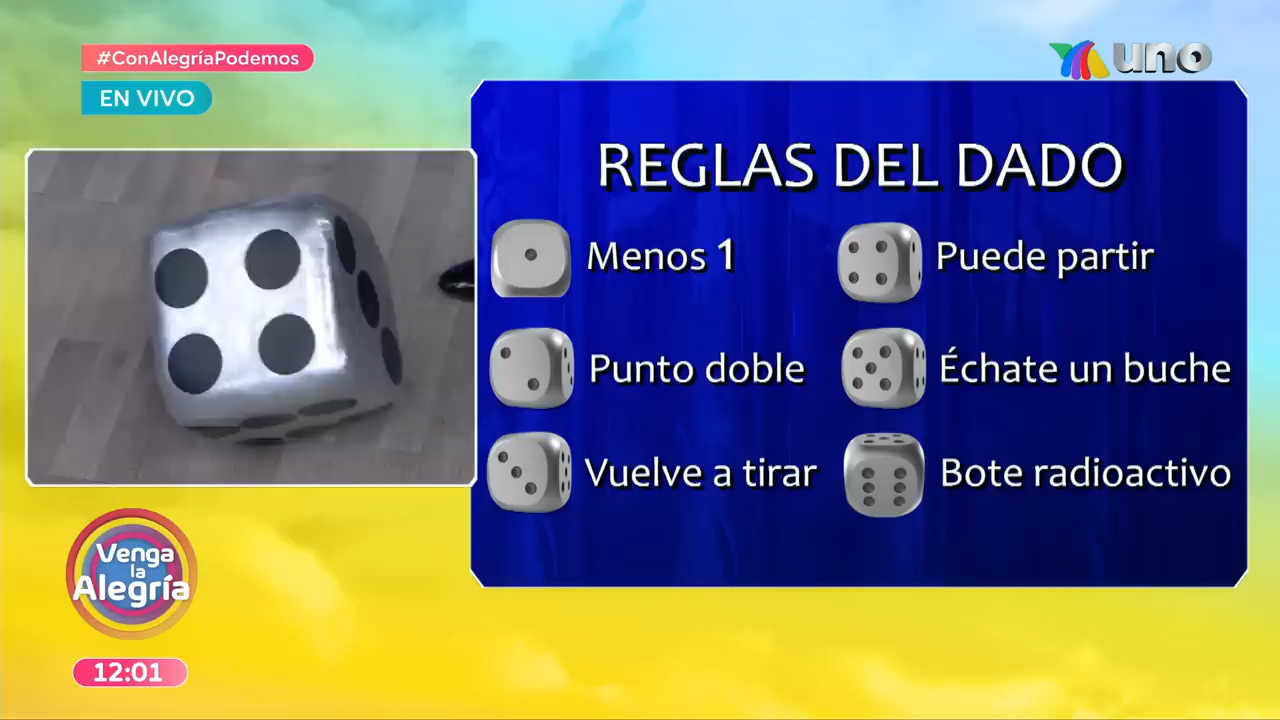 #ConAlegríaPodemos
EN VIVO
uno
REGLAS DEL DADO
Menos 1
Puede partir
Punto doble
Échate un buche
Vuelve a tirar
Bote radioactivo
Venga
la
Alegría
12:01